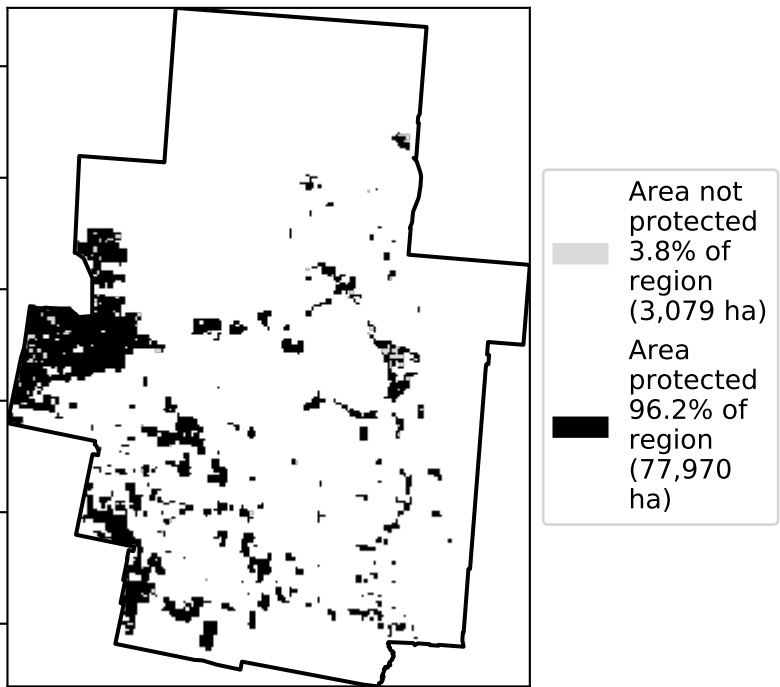 Area not
protected
3.8% of
region
(3,079 ha)
Area
protected
96.2% of
region
(77,970
ha)